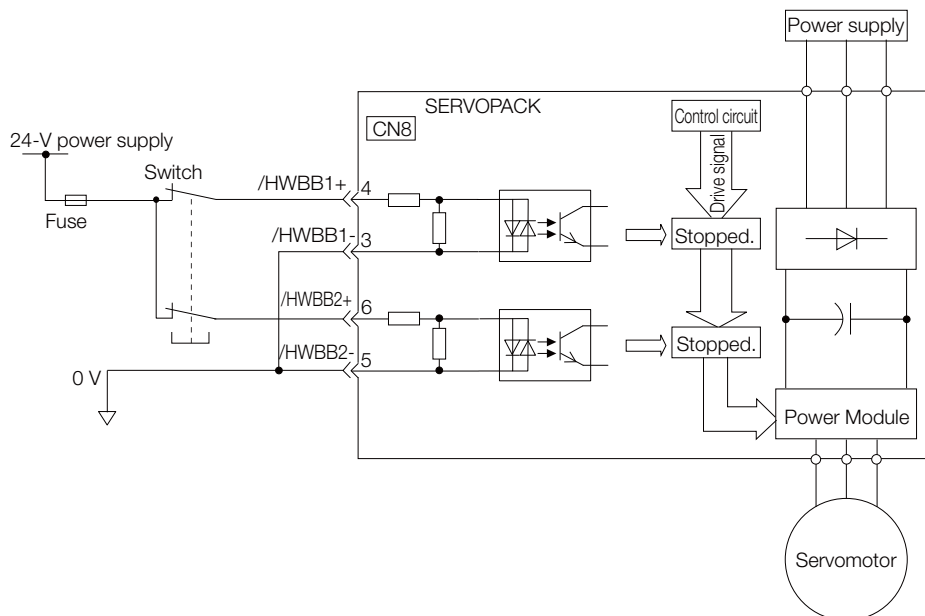 Power supply
SERVOPACK
CN8
Control circuit
24-V power supply
Switch
Drive signal
/HWBB1+
4
Fuse
/HWBB1-
3
Stopped.
/HWBB2+
6
/HWBB2-
5
Stopped.
0 V
Power Module
Servomotor